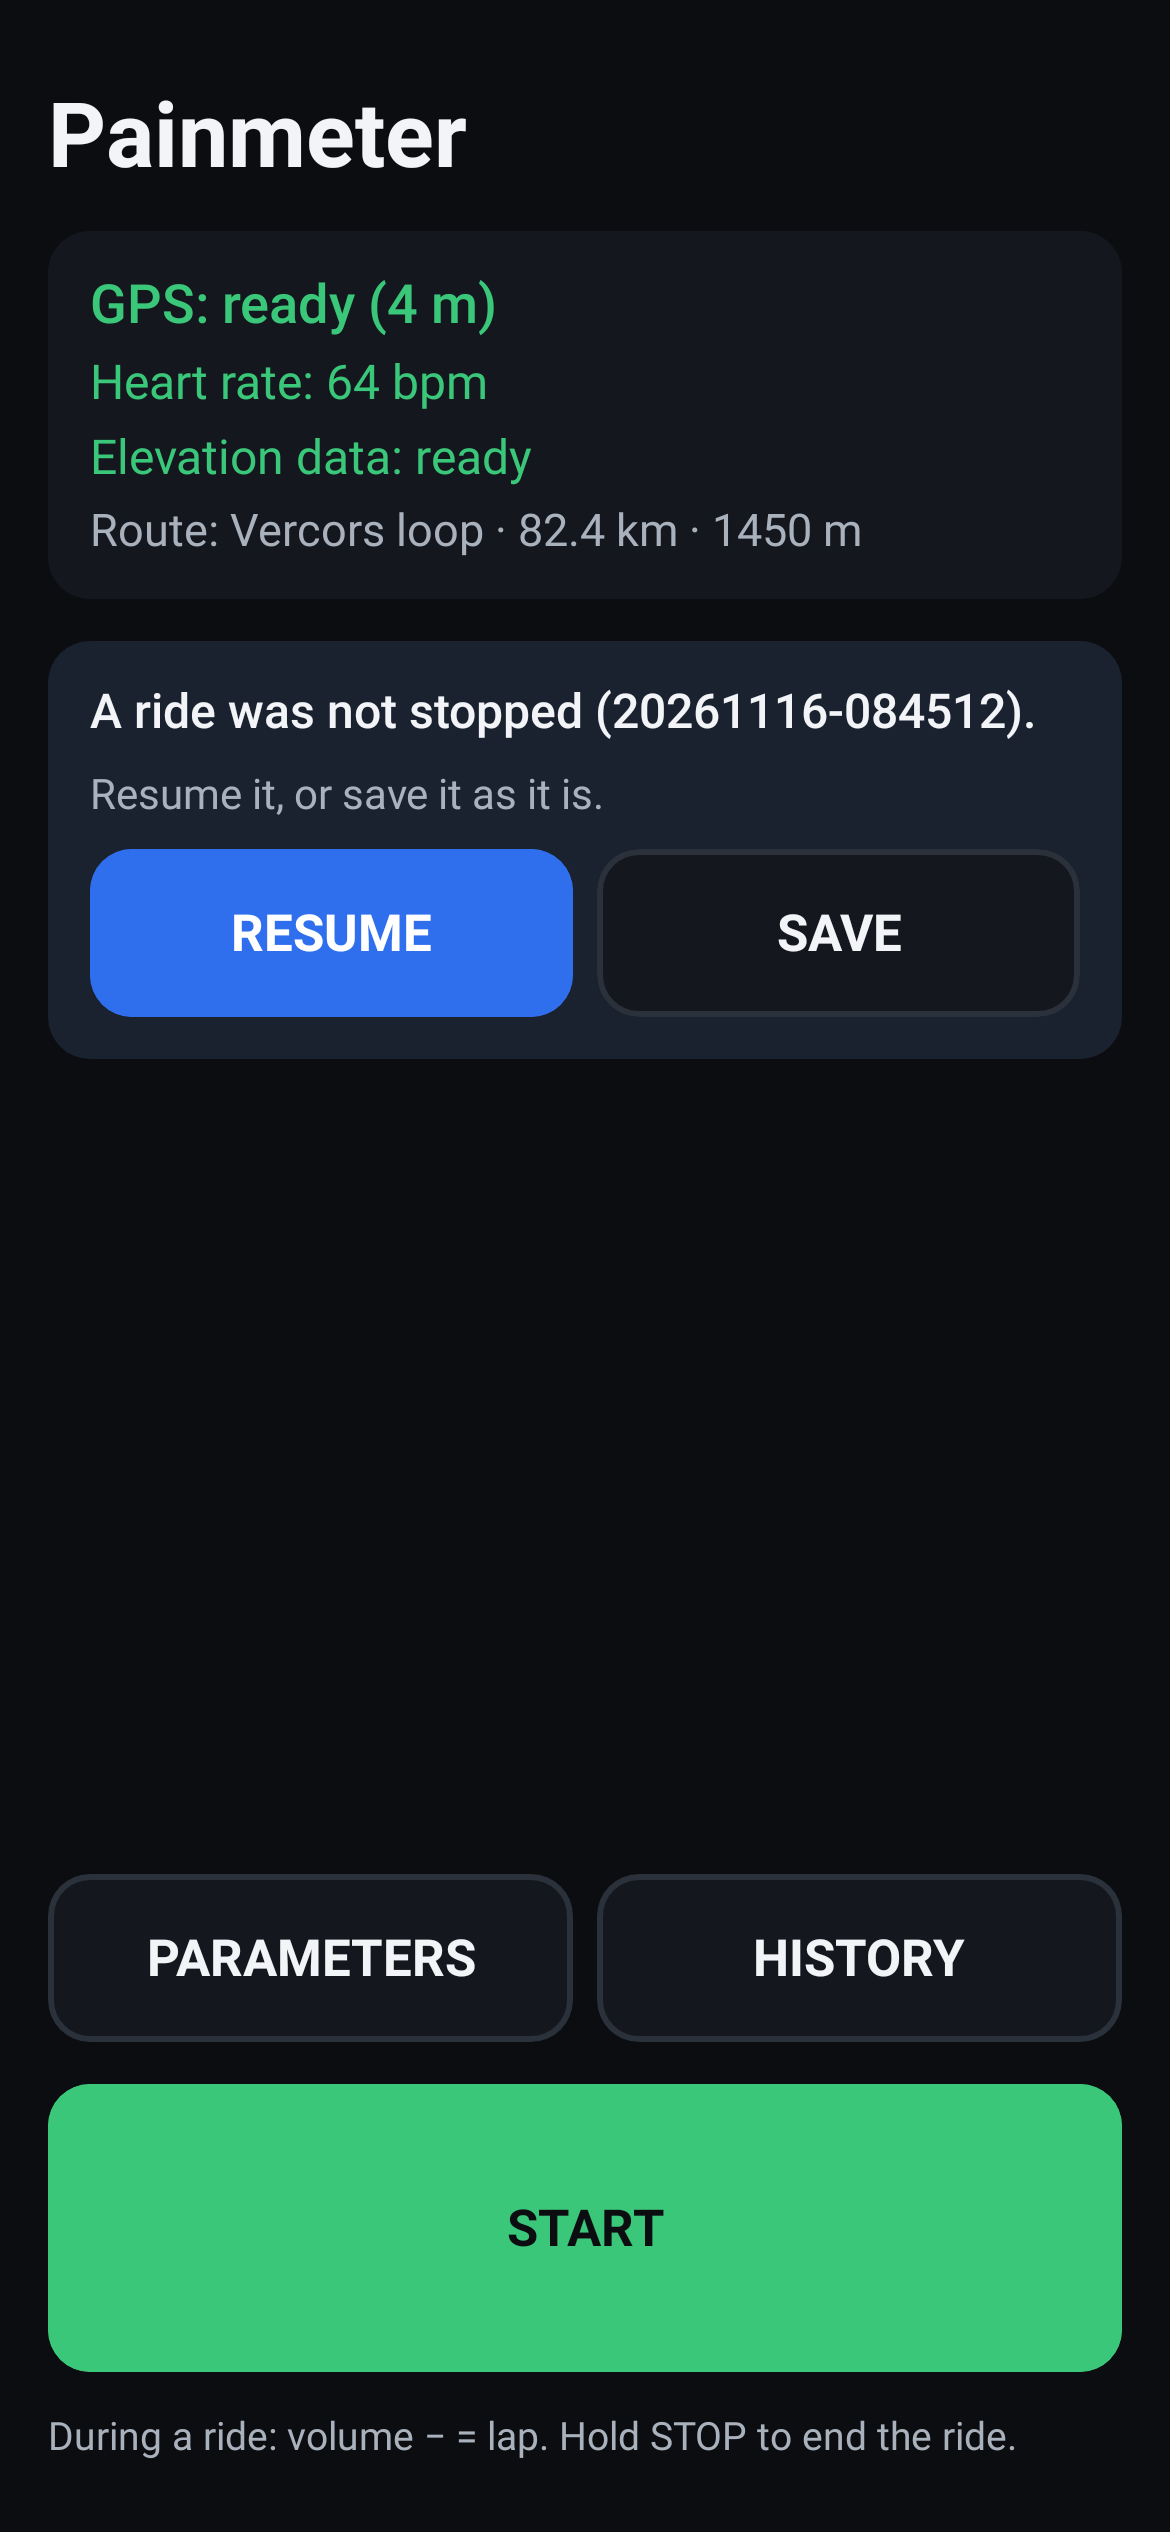 Painmeter
GPS: ready (4 m)
Heart rate: 64 bpm
Elevation data: ready
Route: Vercors loop · 82.4 km · 1450 m
A ride was not stopped (20261116-084512).
Resume it, or save it as it is.
RESUME
SAVE
PARAMETERS
HISTORY
START
During a ride: volume − = lap. Hold STOP to end the ride.